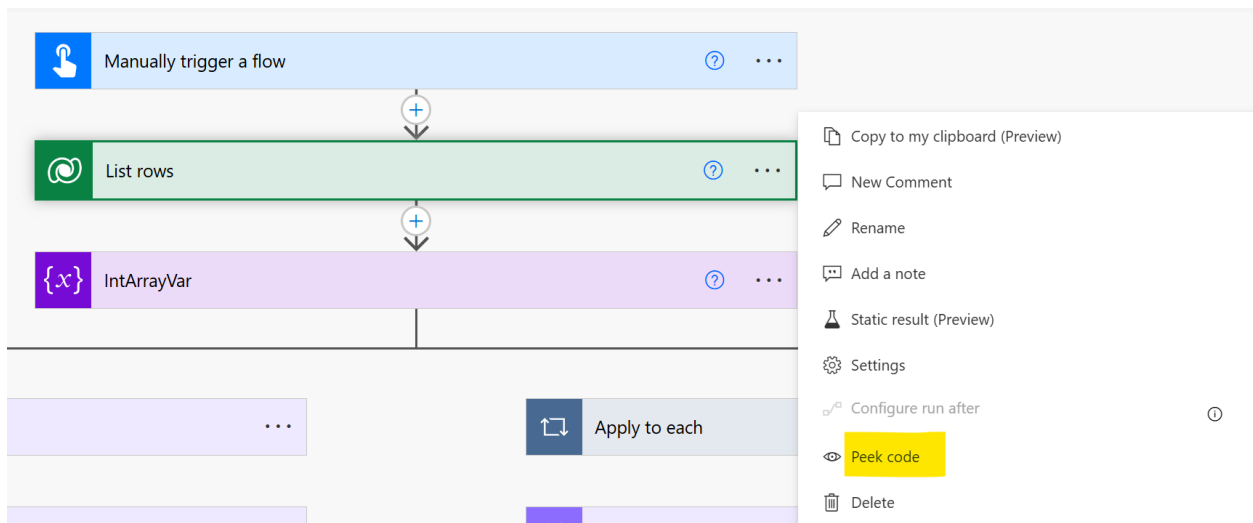 Manually trigger a flow
List rows
{x} IntArrayVar
Apply to each
Copy to my clipboard (Preview)
New Comment
Rename
Add a note
Static result (Preview)
Settings
Configure run after
Peek code
Delete